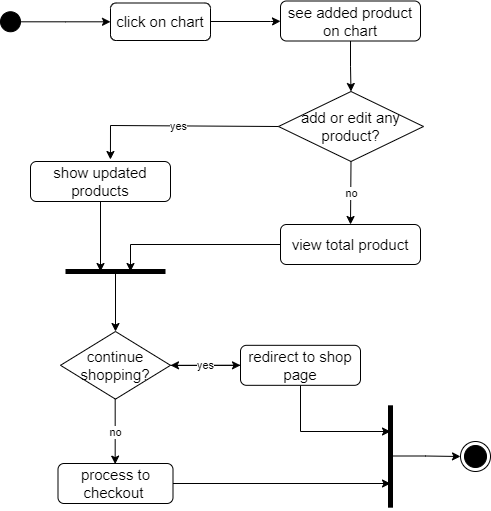 click on chart
see added product
on chart
add or edit any
product?
yes
show updated
products
no
view total product
continue
shopping?
yes
redirect to shop
page
no
process to
checkout